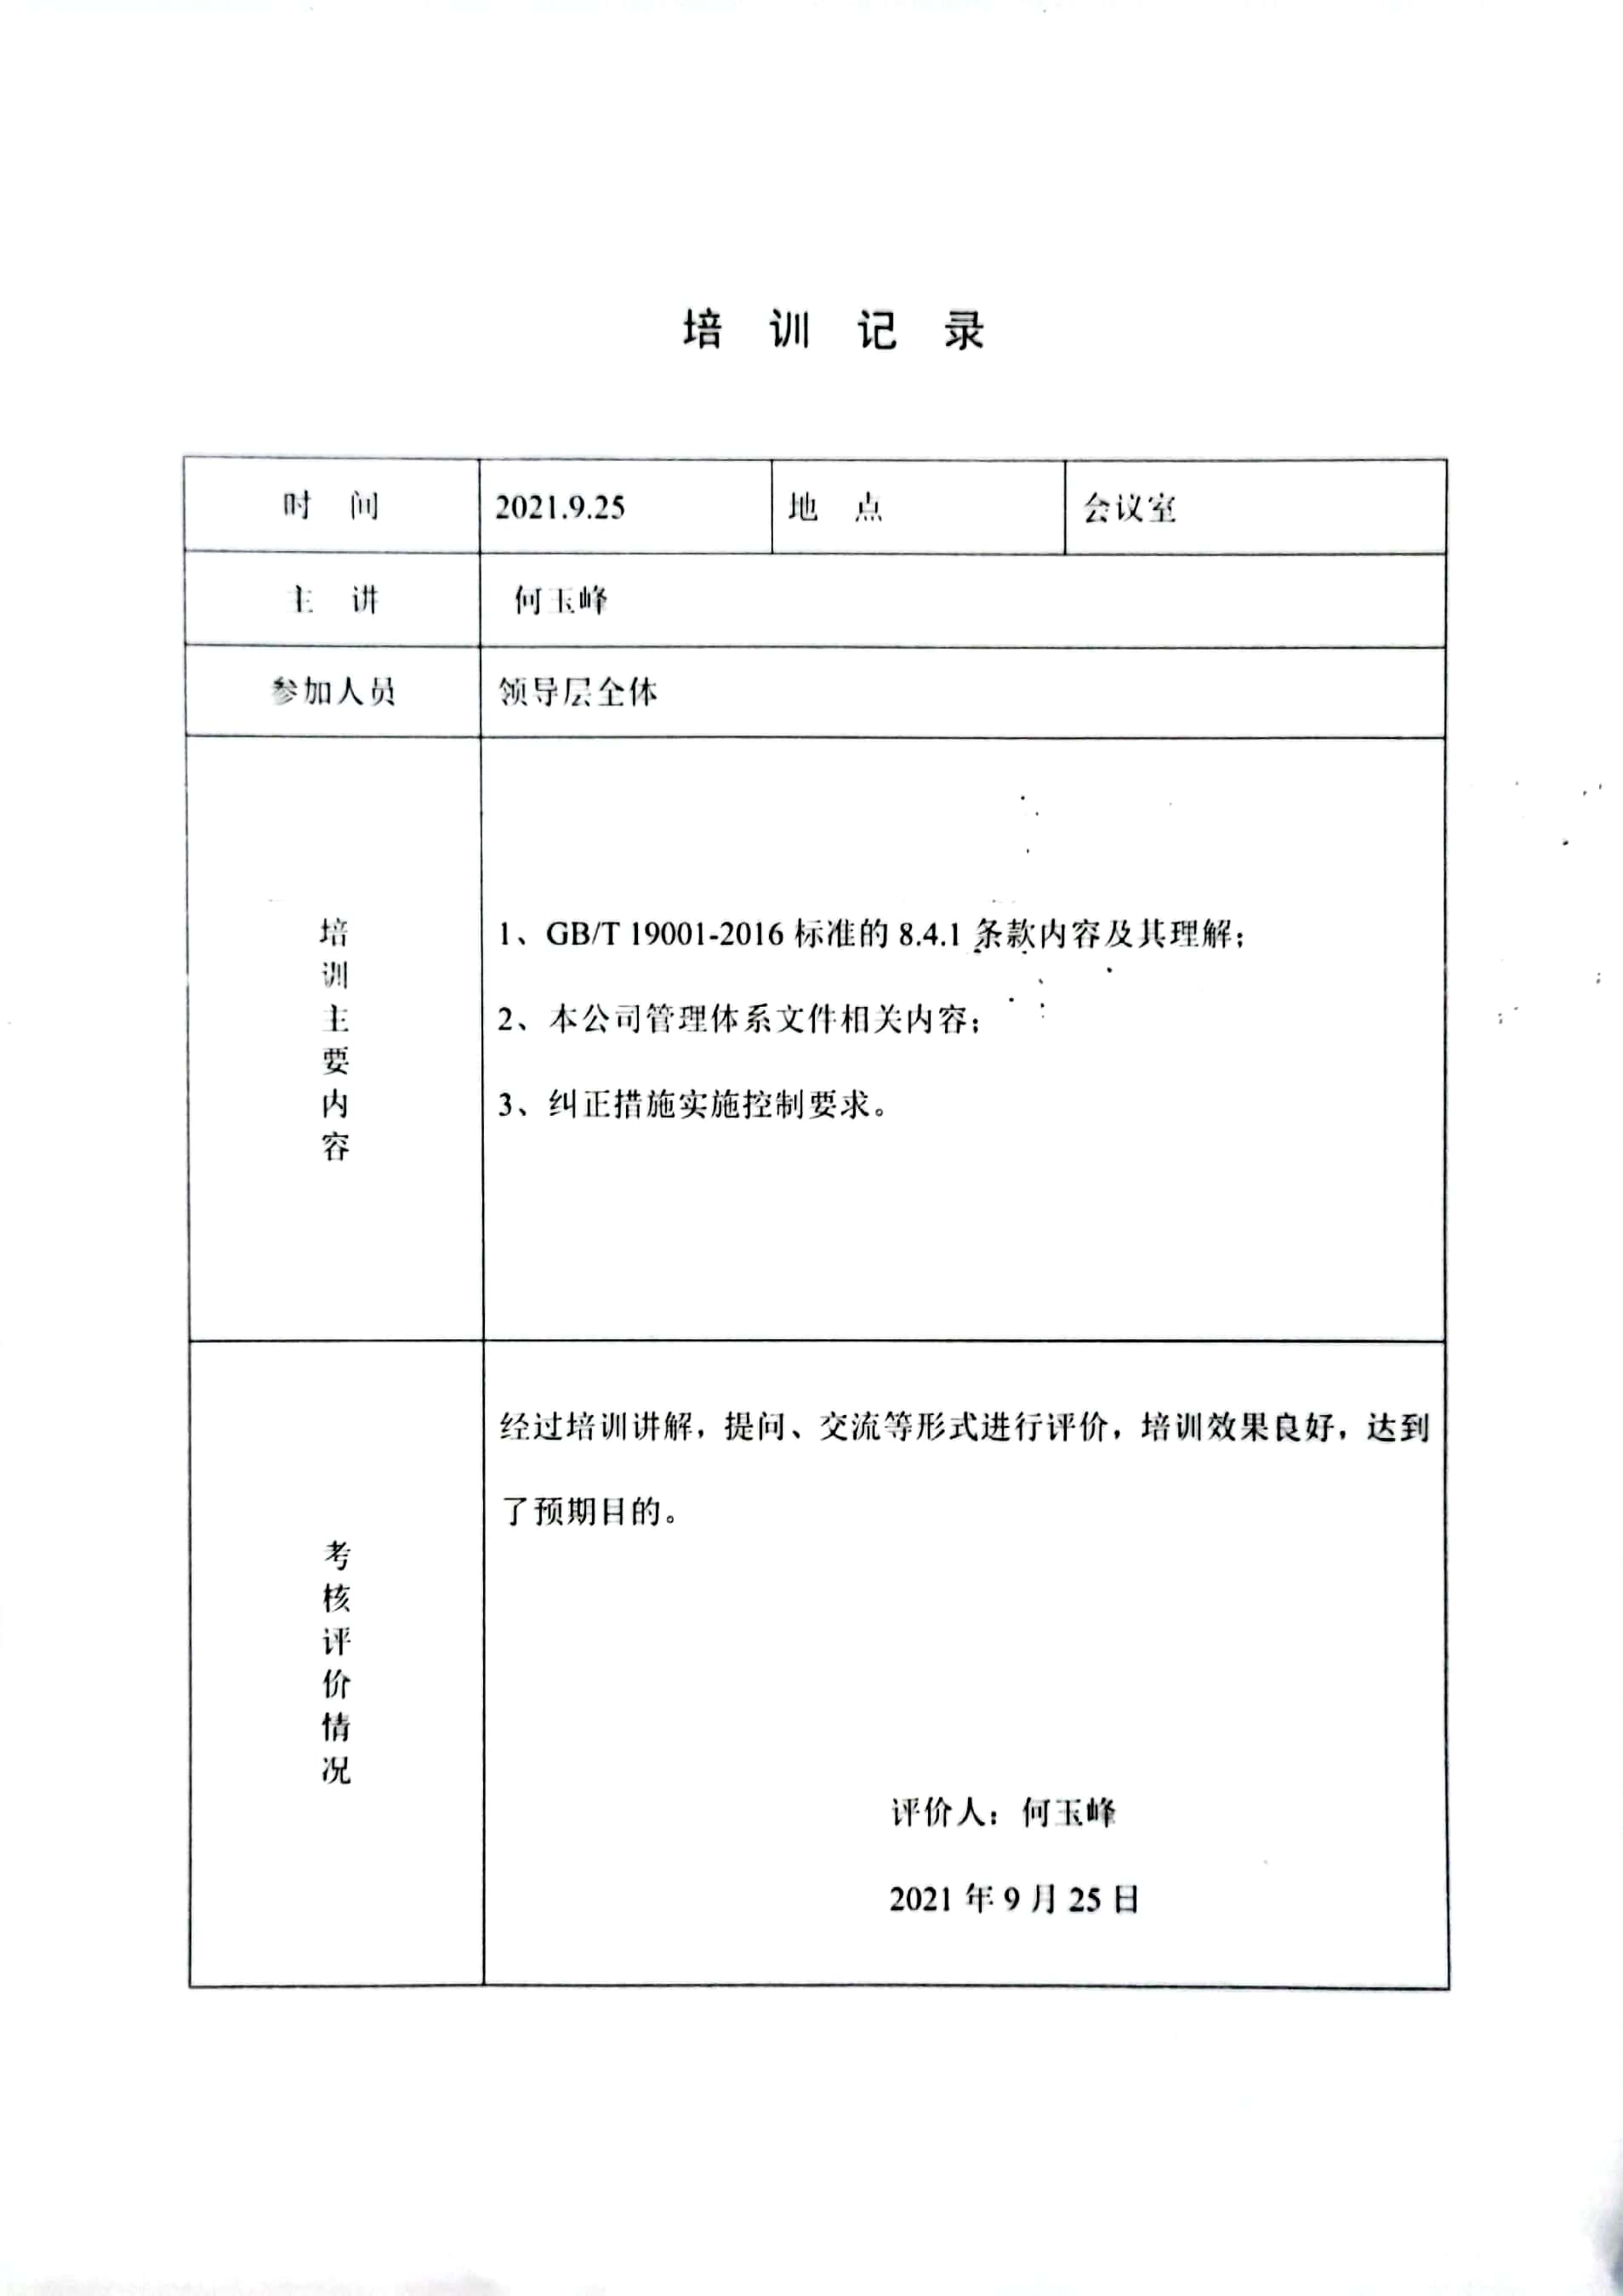 培 训 记 录
时 间 2021.9.25 地 点 会议室
主 讲 何玉峰
参加人员 领导层全体
培训主要内容
1、GB/T 19001-2016 标准的 8.4.1 条款内容及其理解；
2、本公司管理体系文件相关内容；
3、纠正措施实施控制要求。
考核评价情况
经过培训讲解，提问、交流等形式进行评价，培训效果良好，达到
了预期目的。
评价人：何玉峰
2021 年 9 月 25 日